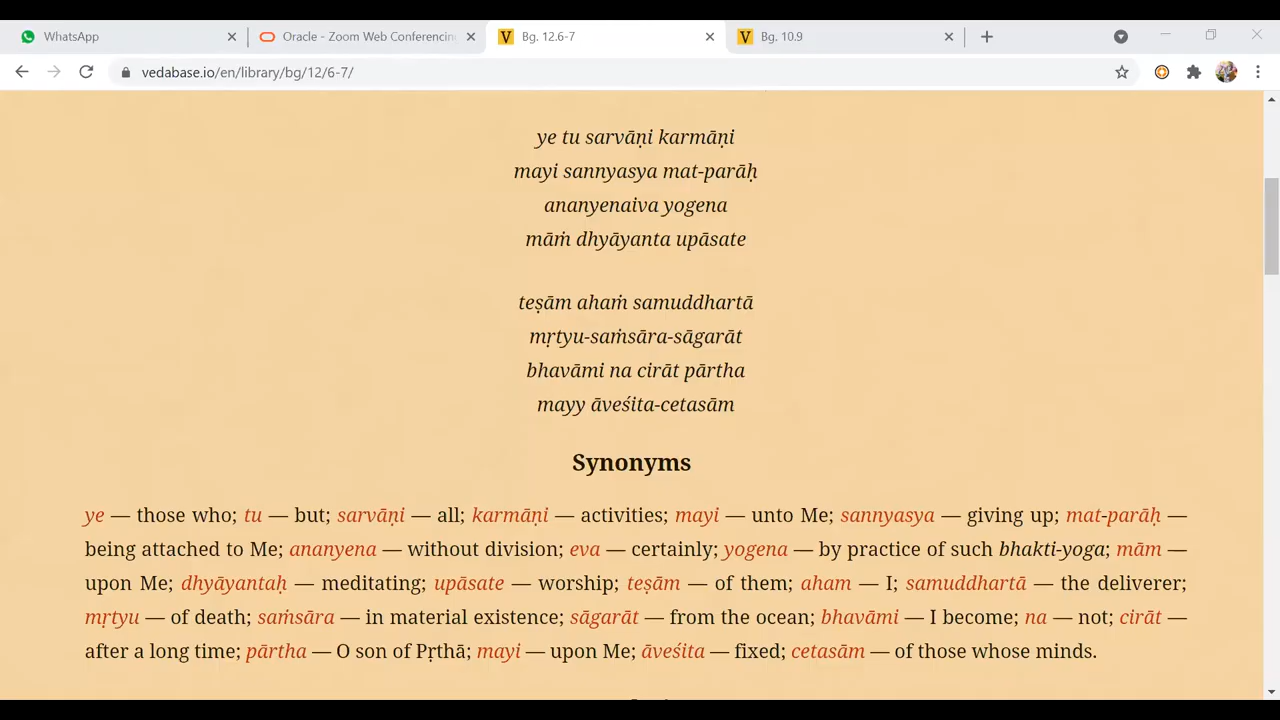 WhatsApp
Oracle - Zoom Web Conferencing
Bg. 12.6-7
Bg. 10.9
vedabase.io/en/library/bg/12/6-7/
ye tu sarvāṇi karmāṇi
mayi sannyasya mat-parāḥ
ananyenaiva yogena
māṁ dhyāyanta upāsate
teṣām ahaṁ samuddhartā
mṛtyu-saṁsāra-sāgarāt
bhavāmi na cirāt pārtha
mayy āveśita-cetasām
Synonyms
ye — those who; tu — but; sarvāṇi — all; karmāṇi — activities; mayi — unto Me; sannyasya — giving up; mat-parāḥ —
being attached to Me; ananyena — without division; eva — certainly; yogena — by practice of such bhakti-yoga; mām —
upon Me; dhyāyantaḥ — meditating; upāsate — worship; teṣām — of them; aham — I; samuddhartā — the deliverer;
mṛtyu — of death; saṁsāra — in material existence; sāgarāt — from the ocean; bhavāmi — I become; na — not; cirāt —
after a long time; pārtha — O son of Pṛthā; mayi — upon Me; āveśita — fixed; cetasām — of those whose minds.